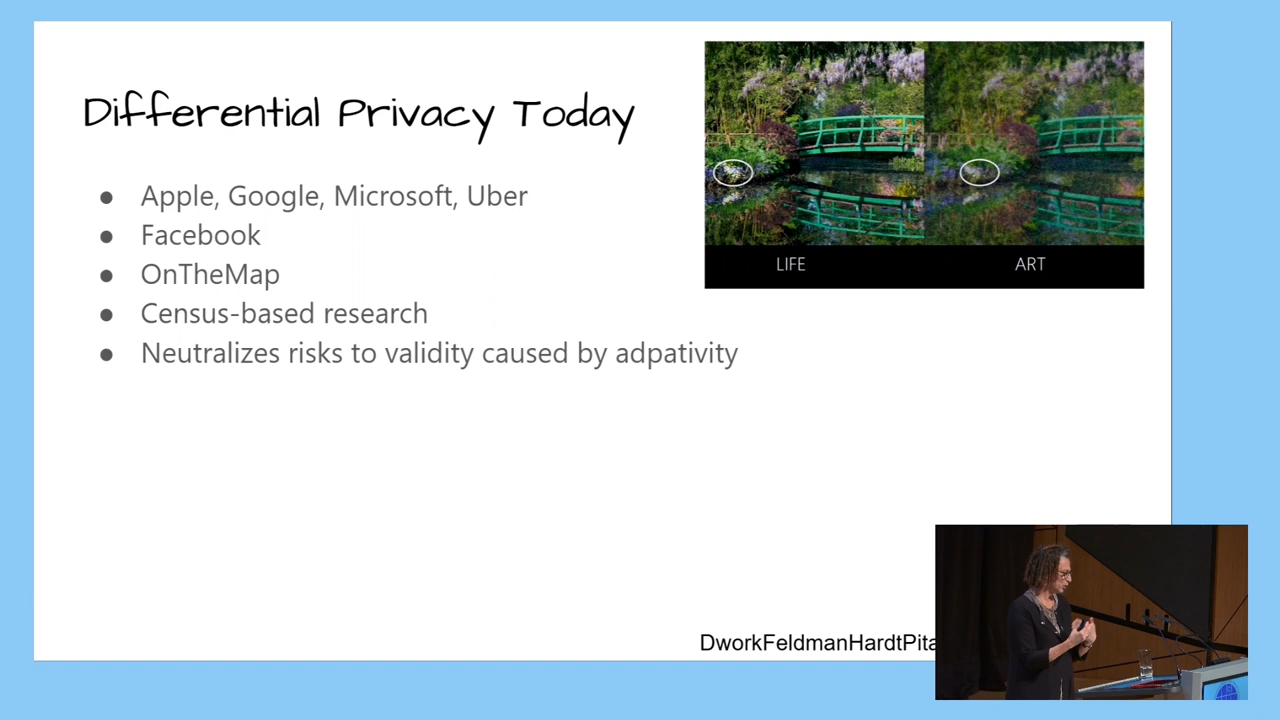 Differential Privacy Today
● Apple, Google, Microsoft, Uber
● Facebook
● OnTheMap
● Census-based research
● Neutralizes risks to validity caused by adpativity
LIFE ART
DworkFeldmanHardtPita